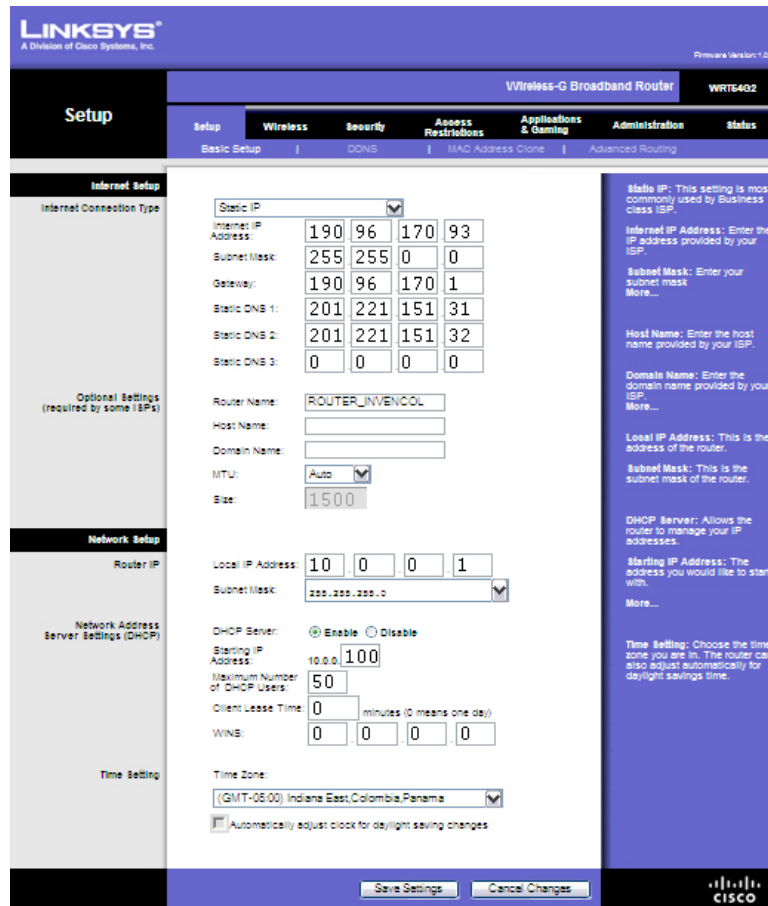 LINKSYS®
A Division of Cisco Systems, Inc.
Firmware Version: 1.0
Wireless-G Broadband Router WRT54G2
Setup
Setup Wireless Security Access Restrictions Applications & Gaming Administration Status
Basic Setup | DDNS | MAC Address Clone | Advanced Routing
Internet Setup
Internet Connection Type
Static IP
Internet IP Address: 190 . 96 . 170 . 93
Subnet Mask: 255 . 255 . 0 . 0
Gateway: 190 . 96 . 170 . 1
Static DNS 1: 201 . 221 . 151 . 31
Static DNS 2: 201 . 221 . 151 . 32
Static DNS 3: 0 . 0 . 0 . 0
Optional Settings
(required by some ISPs)
Router Name: ROUTER_INVENCOL
Host Name:
Domain Name:
MTU: Auto
Size: 1500
Network Setup
Router IP
Local IP Address: 10 . 0 . 0 . 1
Subnet Mask: 255.255.255.0
Network Address
Server Settings (DHCP)
DHCP Server: Enable Disable
Starting IP Address: 10.0.0. 100
Maximum Number of DHCP Users: 50
Client Lease Time: 0 minutes (0 means one day)
WINS: 0 . 0 . 0 . 0
Time Setting
Time Zone:
(GMT-05:00) Indiana East,Colombia,Panama
Automatically adjust clock for daylight saving changes
Static IP: This setting is most
commonly used by Business
class ISP.
Internet IP Address: Enter the
IP address provided by your
ISP.
Subnet Mask: Enter your
subnet mask
More...
Host Name: Enter the host
name provided by your ISP.
Domain Name: Enter the
domain name provided by your
ISP.
More...
Local IP Address: This is the
address of the router.
Subnet Mask: This is the
subnet mask of the router.
DHCP Server: Allows the
router to manage your IP
addresses.
Starting IP Address: The
address you would like to start
with.
More...
Time Setting: Choose the time
zone you are in. The router can
also adjust automatically for
daylight savings time.
Save Settings Cancel Changes
CISCO